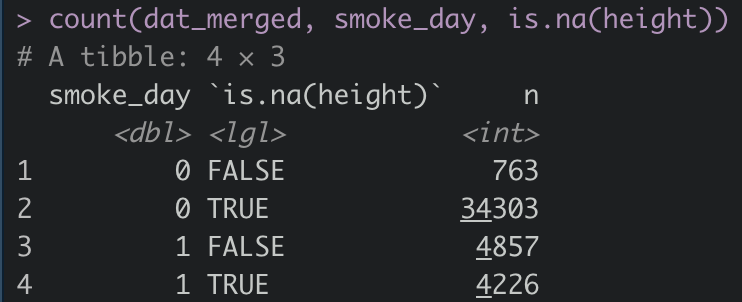 > count(dat_merged, smoke_day, is.na(height))
# A tibble: 4 × 3
smoke_day `is.na(height)` n
<dbl> <lgl> <int>
1 0 FALSE 763
2 0 TRUE 34303
3 1 FALSE 4857
4 1 TRUE 4226